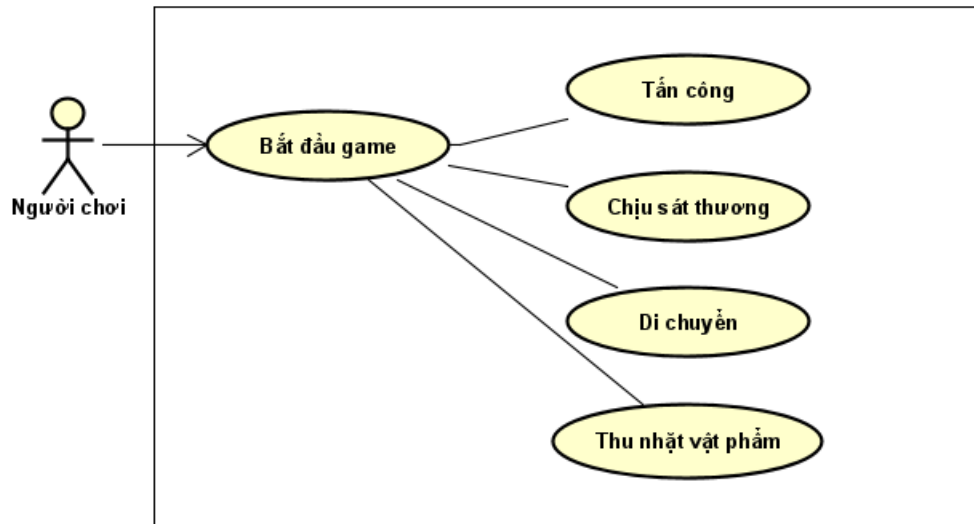 Tấn công
Bắt đầu game
Người chơi
Chịu sát thương
Di chuyển
Thu nhặt vật phẩm